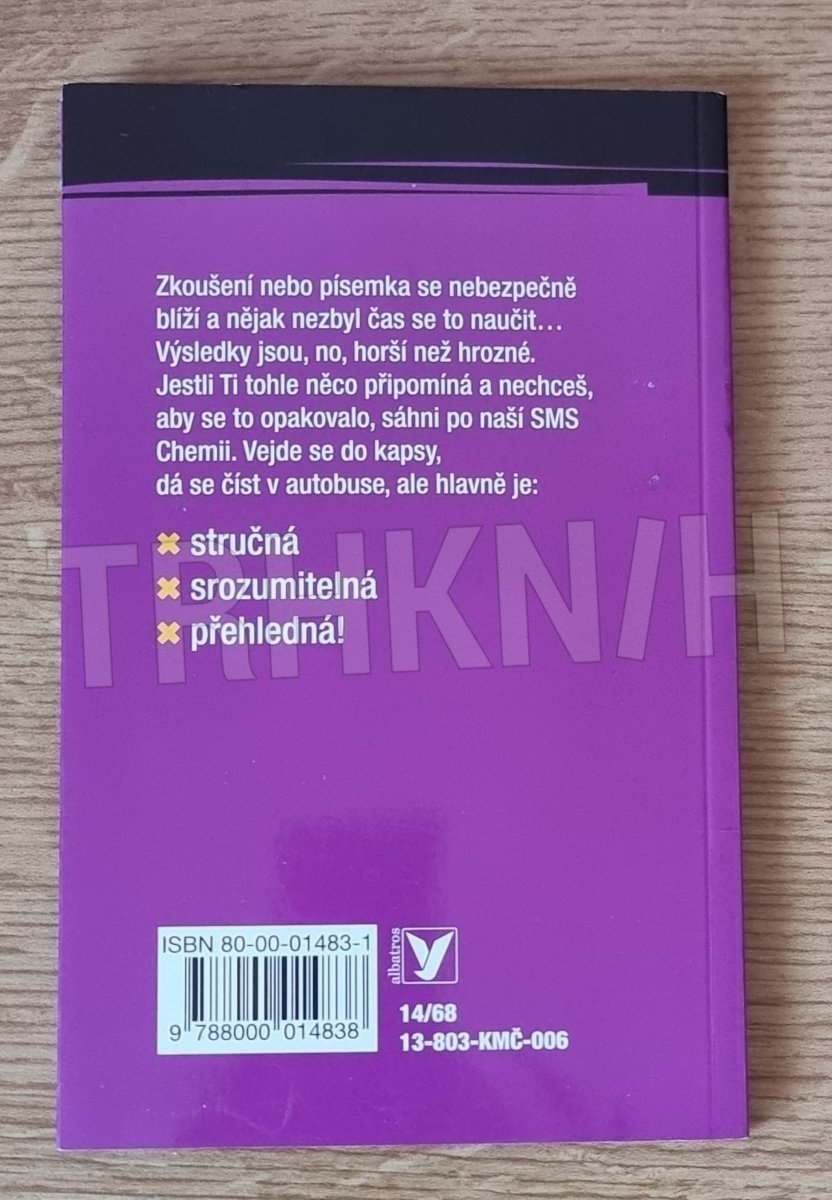 Zkoušení nebo písemka se nebezpečně
blíží a nějak nezbyl čas se to naučit…
Výsledky jsou, no, horší než hrozné.
Jestli Ti tohle něco připomíná a nechceš,
aby se to opakovalo, sáhni po naší SMS
Chemii. Vejde se do kapsy,
dá se číst v autobuse, ale hlavně je:
✖ stručná
✖ srozumitelná
✖ přehledná!
TRHKN/H
ISBN 80-00-01483-1
9 788000 014838
albatros
14/68
13-803-KMČ-006